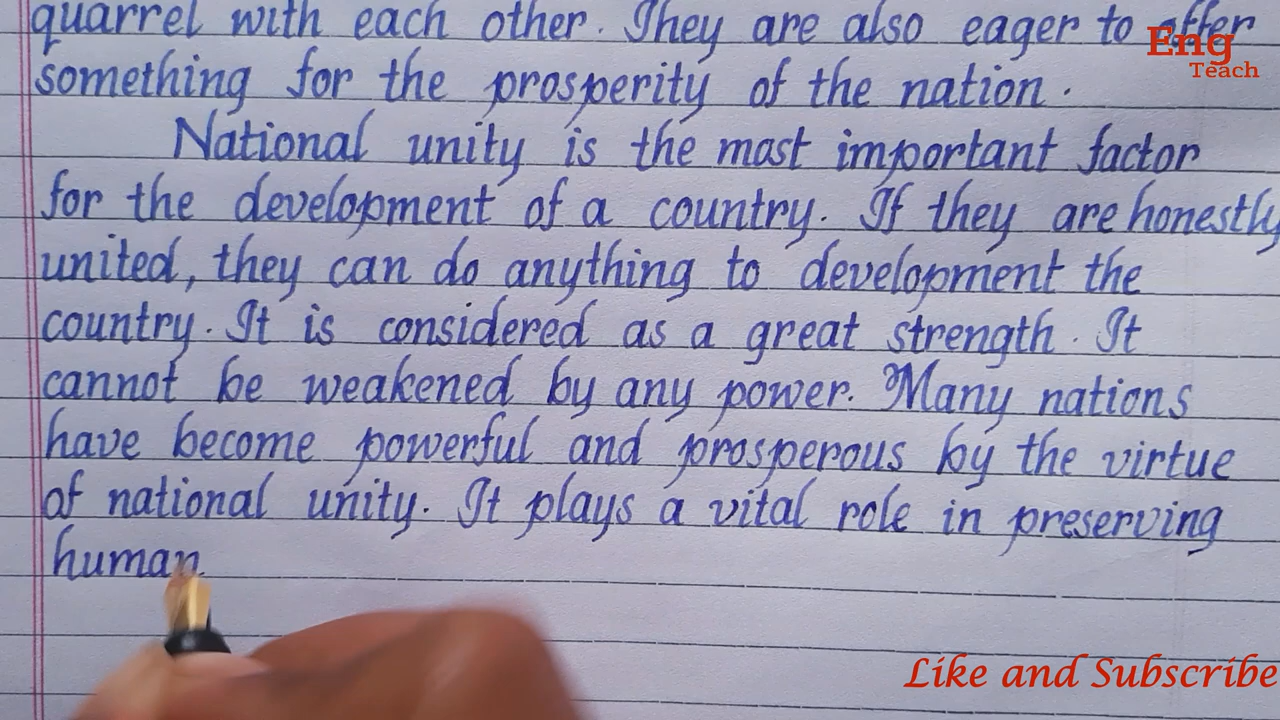 quarrel with each other. They are also eager to offer
Eng
Teach
something for the prosperity of the nation.
National unity is the most important factor
for the development of a country. If they are honestly
united, they can do anything to development the
country. It is considered as a great strength. It
cannot be weakened by any power. Many nations
have become powerful and prosperous by the virtue
of national unity. It plays a vital role in preserving
human
Like and Subscribe